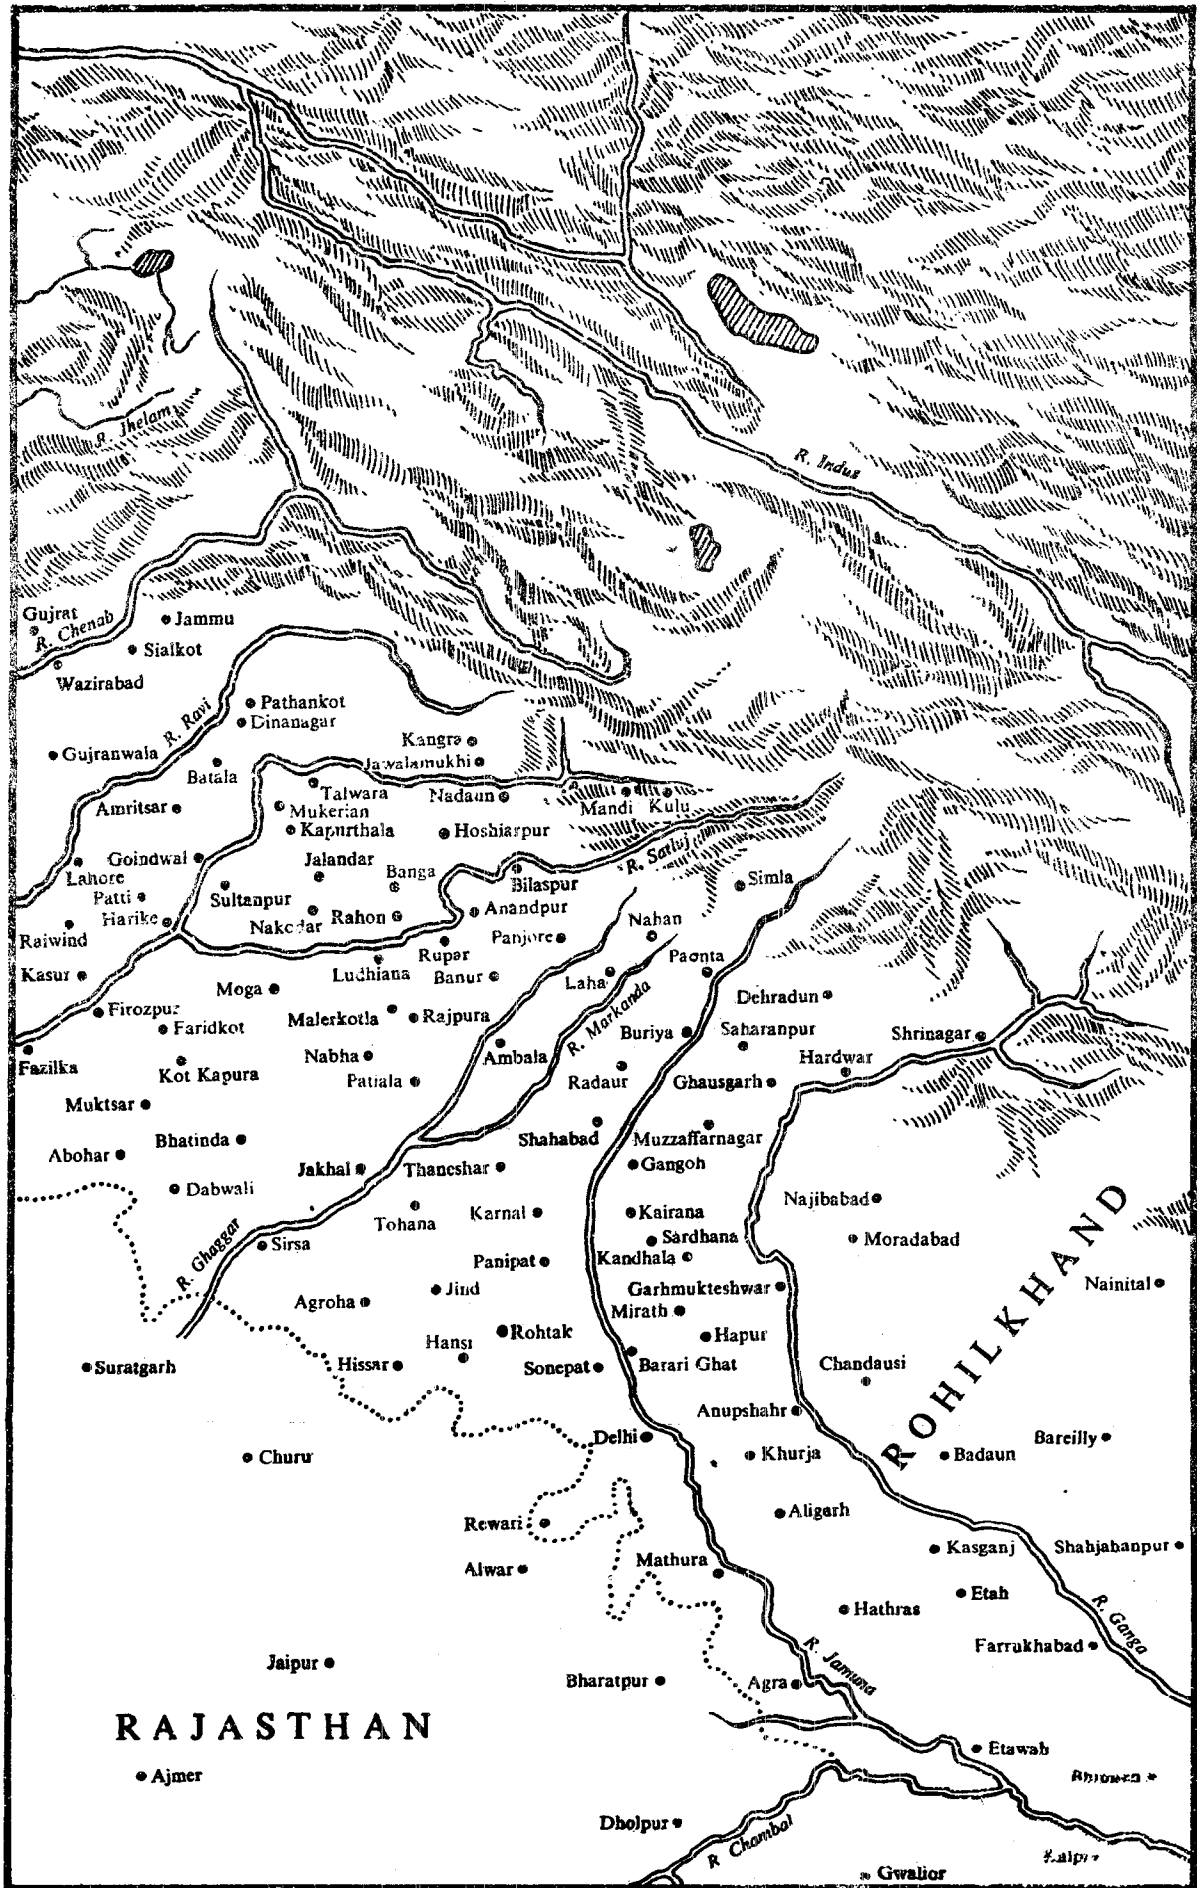 R. Jhelam
R. Indus
Gujrat
R. Chenab
Jammu
Sialkot
Wazirabad
R. Ravi
Pathankot
Dinanagar
Gujranwala
Batala
Kangra
Jawalamukhi
Talwara
Nadaun
Mandi
Kulu
Amritsar
Mukerian
Kapurthala
Hoshiarpur
R. Satluj
Lahore
Goindwal
Jalandar
Banga
Bilaspur
Simla
Patti
Sultanpur
Harike
Nakodar
Rahon
Anandpur
Nahan
Raiwind
Rupar
Panjore
Paonta
Kasur
Ludhiana
Banur
Laha
Moga
Dehradun
R. Markanda
Firozpur
Faridkot
Malerkotla
Rajpura
Buriya
Saharanpur
Shrinagar
Fazilka
Kot Kapura
Nabha
Ambala
Hardwar
Patiala
Radaur
Ghausgarh
Muktsar
Bhatinda
Shahabad
Muzzaffarnagar
Abohar
Jakhal
Thaneshar
Gangoh
Dabwali
Tohana
Karnal
Kairana
Najibabad
R. Ghaggar
Sirsa
Panipat
Sardhana
Kandhala
Moradabad
Nainital
Agroha
Jind
Garhmukteshwar
Mirath
ROHILKHAND
Rohtak
Hansi
Hapur
Suratgarh
Hissar
Sonepat
Barari Ghat
Chandausi
Anupshahr
Delhi
Churu
Khurja
Badaun
Bareilly
Rewari
Aligarh
Alwar
Mathura
Kasganj
Shahjabanpur
Hathras
Etah
R. Ganga
Farrukhabad
Jaipur
Bharatpur
Agra
R. Jamuna
RAJASTHAN
Ajmer
Etawah
Dholpur
R Chambal
Gwalior